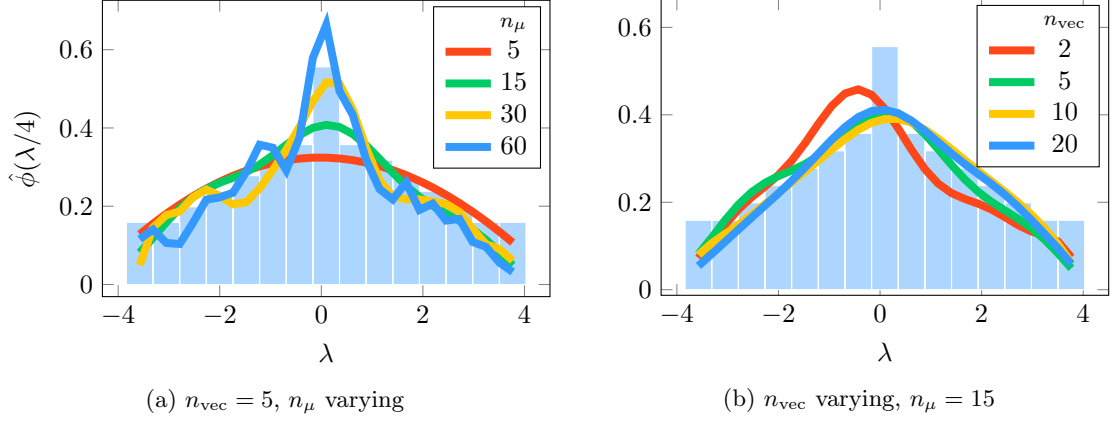 0.6
0.4
0.2
0
ϕ̂(λ/4)
−4 −2 0 2 4
λ
n_μ
5
15
30
60
(a) n_vec = 5, n_μ varying
0.6
0.4
0.2
0
−4 −2 0 2 4
λ
n_vec
2
5
10
20
(b) n_vec varying, n_μ = 15